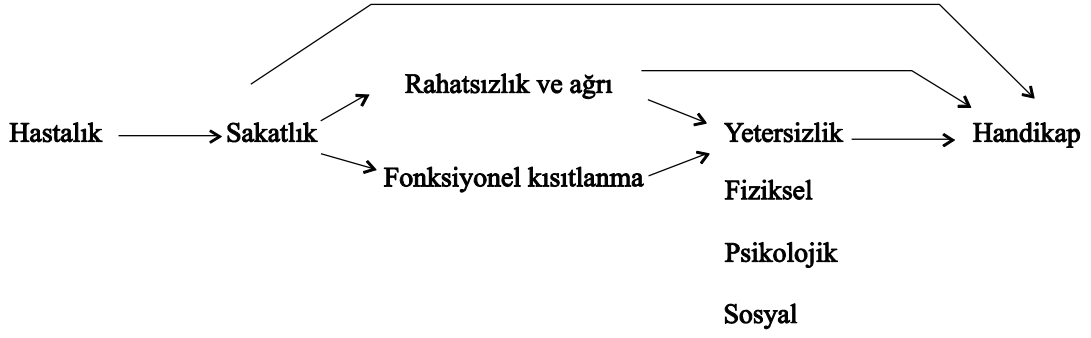 Rahatsızlık ve ağrı
Hastalık
Sakatlık
Yetersizlik
Handikap
Fonksiyonel kısıtlanma
Fiziksel
Psikolojik
Sosyal